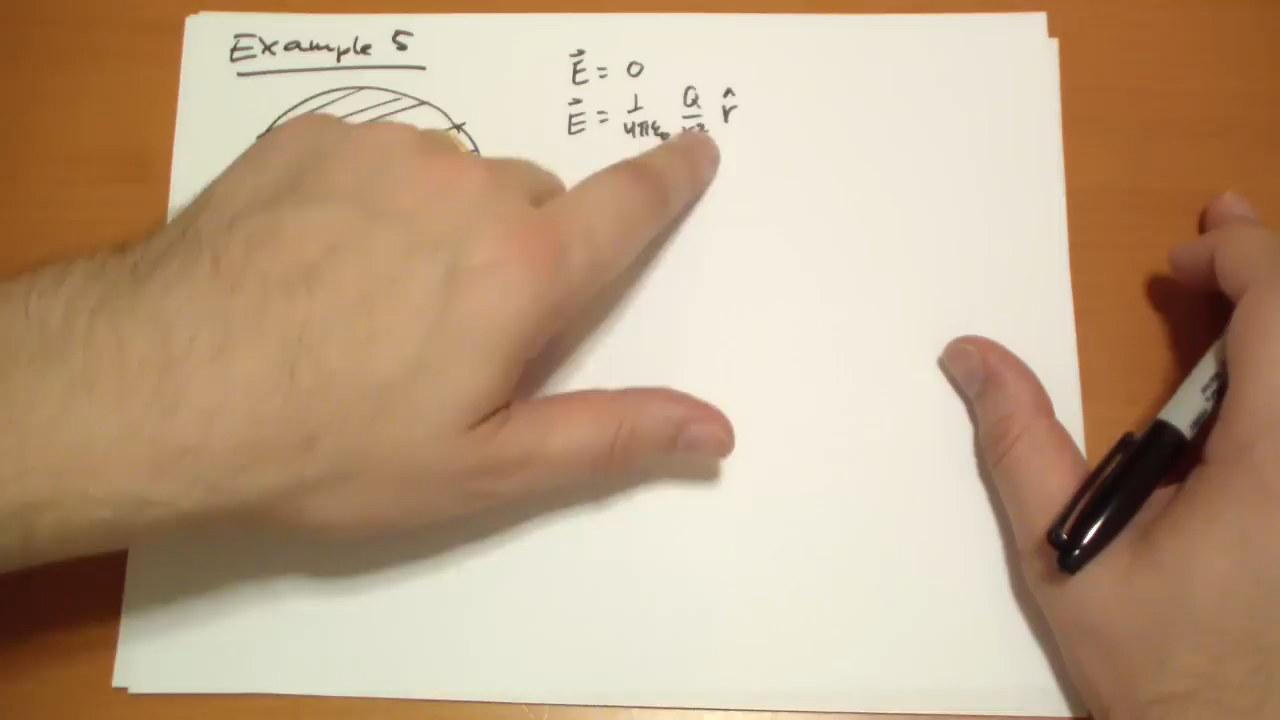 Example 5
E⃗ = 0
E⃗ = 1/4πε₀ Q/r² r̂